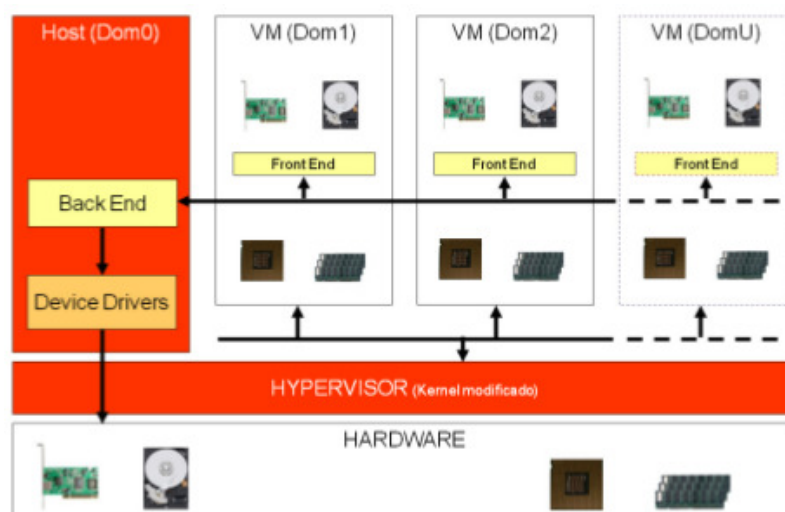 Host (Dom0)
VM (Dom1)
VM (Dom2)
VM (DomU)
Front End
Front End
Front End
Back End
Device Drivers
HYPERVISOR (Kernel modificado)
HARDWARE